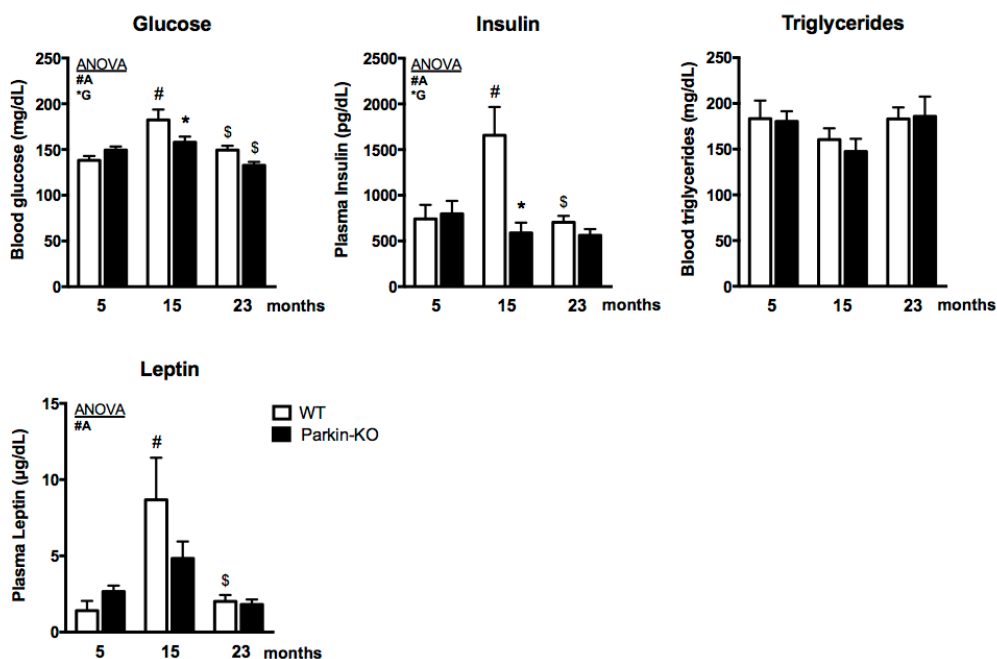 Glucose
Blood glucose (mg/dL)
250
200
150
100
50
0
ANOVA
#A
*G
#
*
$
$
5 15 23 months
Insulin
Plasma Insulin (pg/dL)
2500
2000
1500
1000
500
0
ANOVA
#A
*G
#
*
$
5 15 23 months
Triglycerides
Blood triglycerides (mg/dL)
250
200
150
100
50
0
5 15 23 months
Leptin
Plasma Leptin (µg/dL)
15
10
5
0
ANOVA
#A
#
$
5 15 23 months
WT
Parkin-KO